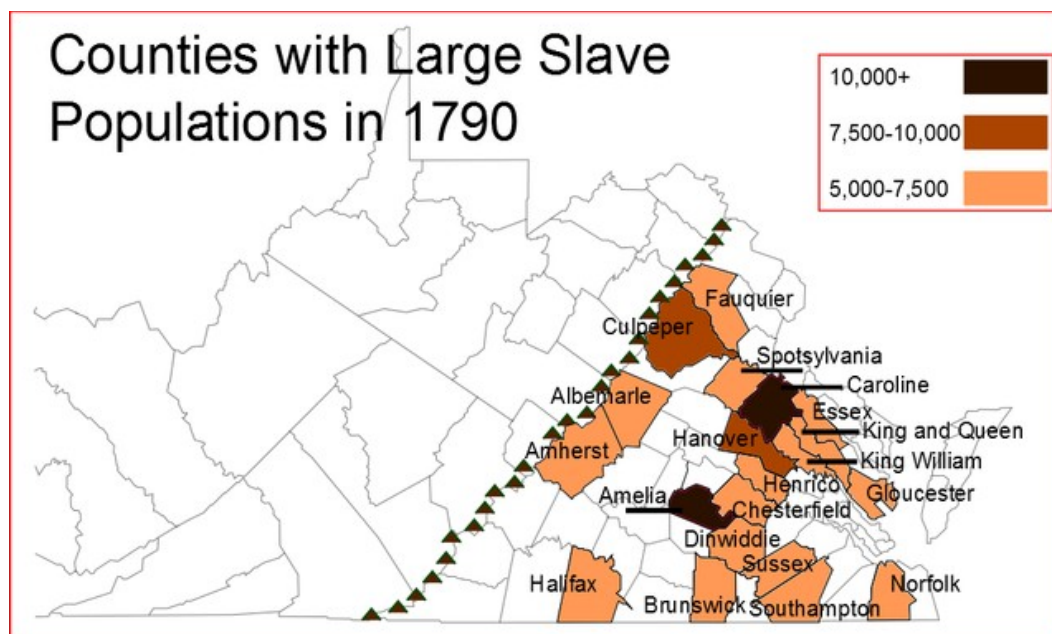 Counties with Large Slave
Populations in 1790
10,000+
7,500-10,000
5,000-7,500
Fauquier
Culpeper
Spotsylvania
Caroline
Albemarle
Essex
King and Queen
Hanover
Amherst
King William
Henrico
Gloucester
Amelia
Chesterfield
Dinwiddie
Sussex
Halifax
Norfolk
Brunswick
Southampton